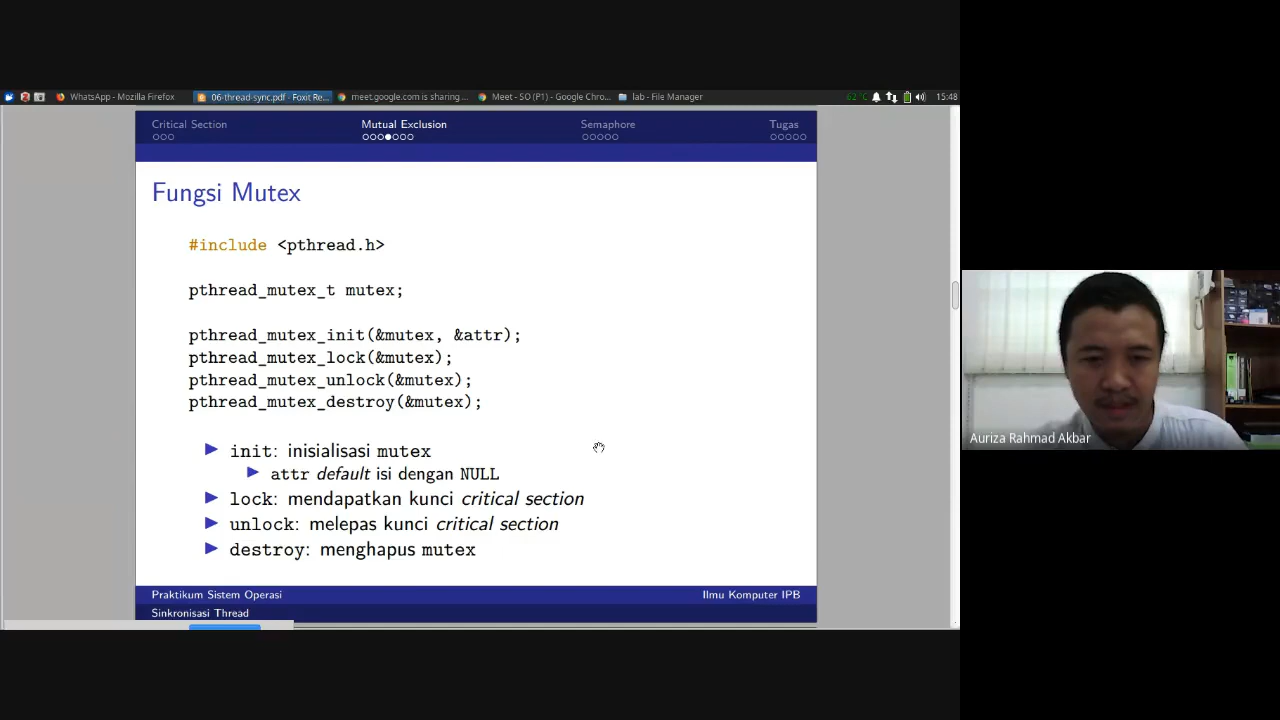 WhatsApp - Mozilla Firefox
06-thread-sync.pdf - Foxit Re...
meet.google.com is sharing ...
Meet - SO (P1) - Google Chro...
lab - File Manager
62°C
15:48
Critical Section
Mutual Exclusion
Semaphore
Tugas
Fungsi Mutex
#include <pthread.h>
pthread_mutex_t mutex;
pthread_mutex_init(&mutex, &attr);
pthread_mutex_lock(&mutex);
pthread_mutex_unlock(&mutex);
pthread_mutex_destroy(&mutex);
init: inisialisasi mutex
attr default isi dengan NULL
lock: mendapatkan kunci critical section
unlock: melepas kunci critical section
destroy: menghapus mutex
Praktikum Sistem Operasi
Ilmu Komputer IPB
Sinkronisasi Thread
Auriza Rahmad Akbar